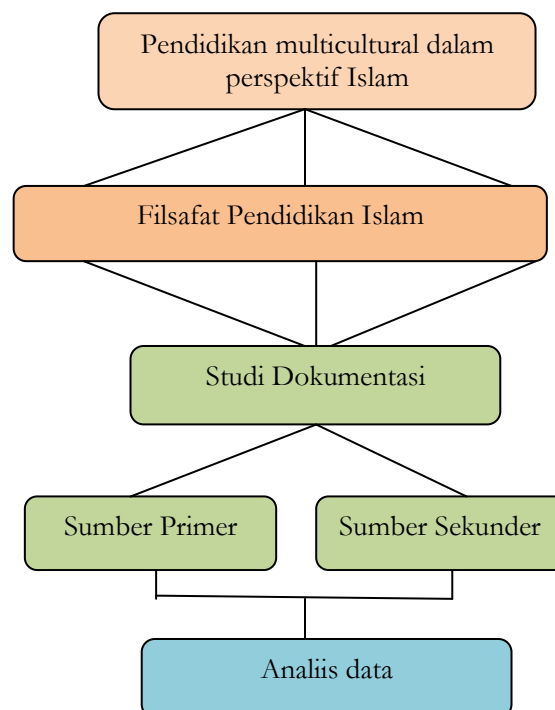 Pendidikan multicultural dalam
perspektif Islam
Filsafat Pendidikan Islam
Studi Dokumentasi
Sumber Primer
Sumber Sekunder
Analiis data